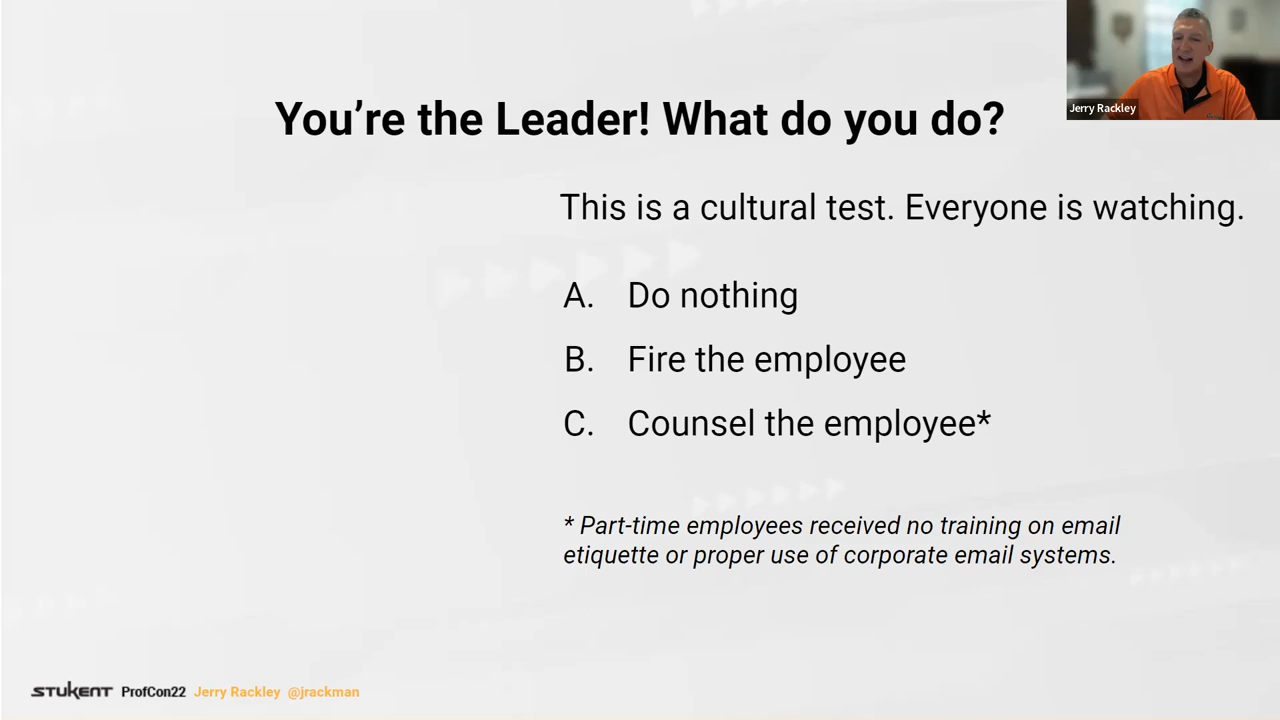 You’re the Leader! What do you do?
Jerry Rackley
This is a cultural test. Everyone is watching.
A. Do nothing
B. Fire the employee
C. Counsel the employee*
* Part-time employees received no training on email
etiquette or proper use of corporate email systems.
STUKENT ProfCon22 Jerry Rackley @jrackman